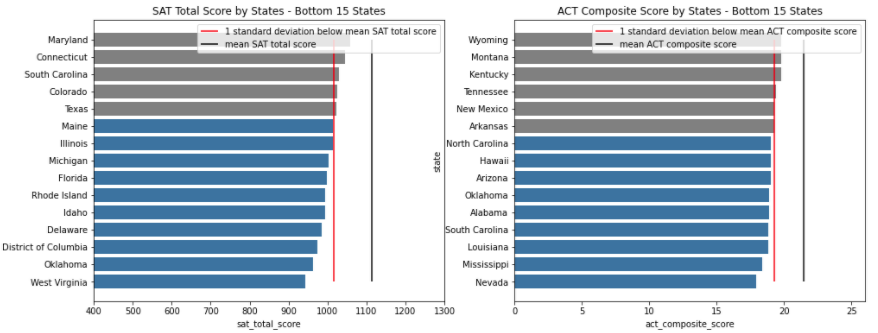 SAT Total Score by States - Bottom 15 States
1 standard deviation below mean SAT total score
mean SAT total score
Maryland
Connecticut
South Carolina
Colorado
Texas
Maine
Illinois
Michigan
Florida
Rhode Island
Idaho
Delaware
District of Columbia
Oklahoma
West Virginia
400 500 600 700 800 900 1000 1100 1200 1300
sat_total_score
ACT Composite Score by States - Bottom 15 States
1 standard deviation below mean ACT composite score
mean ACT composite score
state
Wyoming
Montana
Kentucky
Tennessee
New Mexico
Arkansas
North Carolina
Hawaii
Arizona
Oklahoma
Alabama
South Carolina
Louisiana
Mississippi
Nevada
0 5 10 15 20 25
act_composite_score